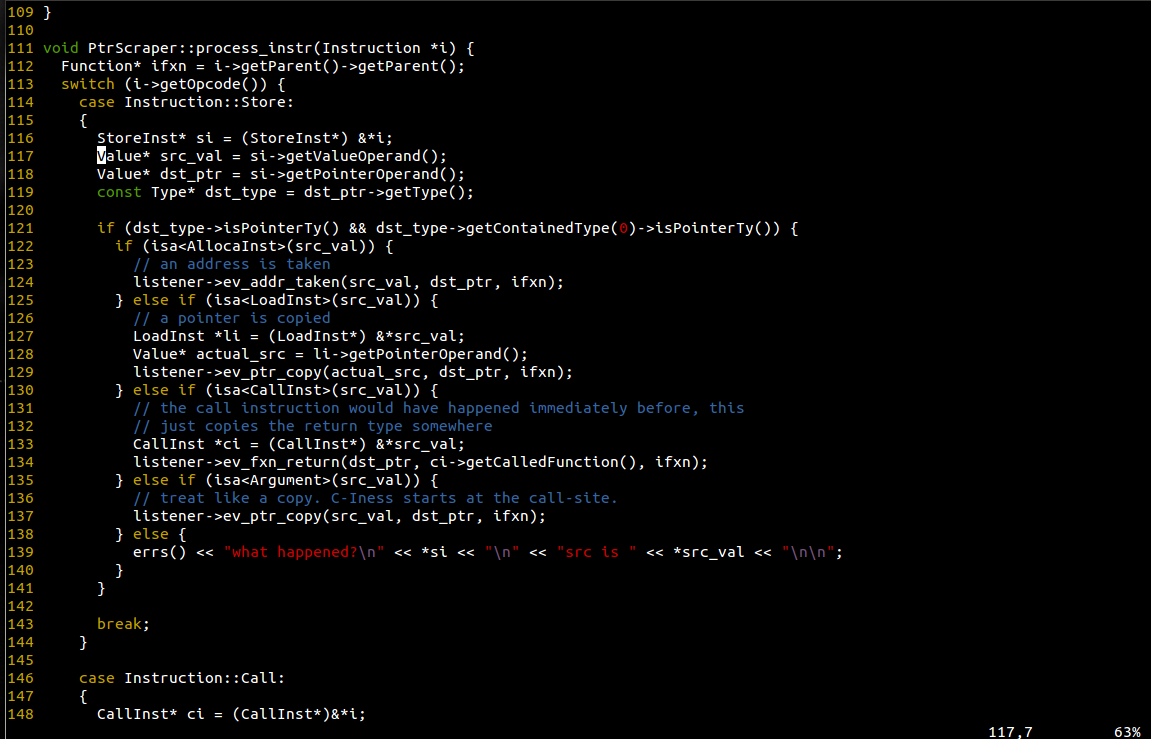 109 }
110
111 void PtrScraper::process_instr(Instruction *i) {
112   Function* ifxn = i->getParent()->getParent();
113   switch (i->getOpcode()) {
114     case Instruction::Store:
115     {
116       StoreInst* si = (StoreInst*) &*i;
117       Value* src_val = si->getValueOperand();
118       Value* dst_ptr = si->getPointerOperand();
119       const Type* dst_type = dst_ptr->getType();
120
121       if (dst_type->isPointerTy() && dst_type->getContainedType(0)->isPointerTy()) {
122         if (isa<AllocaInst>(src_val)) {
123           // an address is taken
124           listener->ev_addr_taken(src_val, dst_ptr, ifxn);
125         } else if (isa<LoadInst>(src_val)) {
126           // a pointer is copied
127           LoadInst *li = (LoadInst*) &*src_val;
128           Value* actual_src = li->getPointerOperand();
129           listener->ev_ptr_copy(actual_src, dst_ptr, ifxn);
130         } else if (isa<CallInst>(src_val)) {
131           // the call instruction would have happened immediately before, this
132           // just copies the return type somewhere
133           CallInst *ci = (CallInst*) &*src_val;
134           listener->ev_fxn_return(dst_ptr, ci->getCalledFunction(), ifxn);
135         } else if (isa<Argument>(src_val)) {
136           // treat like a copy. C-Iness starts at the call-site.
137           listener->ev_ptr_copy(src_val, dst_ptr, ifxn);
138         } else {
139           errs() << "what happened?\n" << *si << "\n" << "src is " << *src_val << "\n\n";
140         }
141       }
142
143       break;
144     }
145
146     case Instruction::Call:
147     {
148       CallInst* ci = (CallInst*)&*i;
117,7 63%